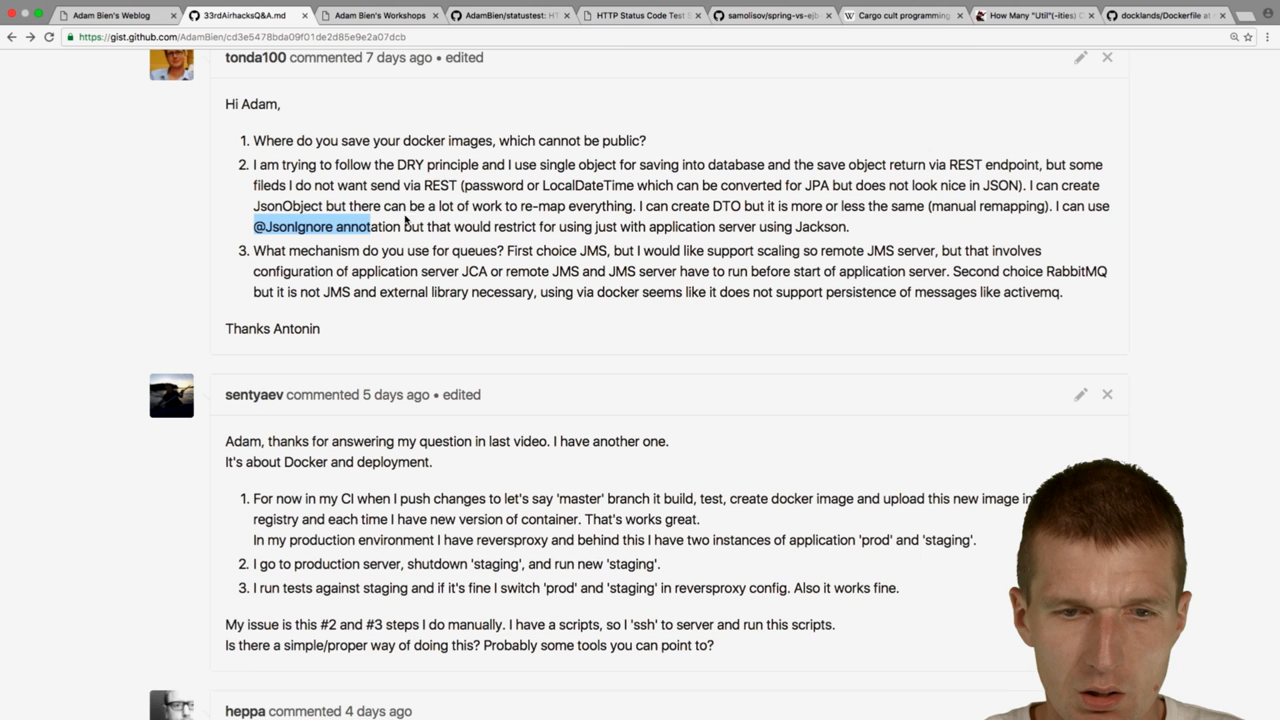 Adam Bien's Weblog
33rdAirhacksQ&A.md
Adam Bien's Workshops
AdamBien/statustest: HT
HTTP Status Code Test
samolisov/spring-vs-ejb
Cargo cult programming
How Many "Util"(-ities)
docklands/Dockerfile at
https://gist.github.com/AdamBien/cd3e5478bda09f01de2d85e9e2a07dcb
tonda100 commented 7 days ago • edited
Hi Adam,
1. Where do you save your docker images, which cannot be public?
2. I am trying to follow the DRY principle and I use single object for saving into database and the save object return via REST endpoint, but some
fileds I do not want send via REST (password or LocalDateTime which can be converted for JPA but does not look nice in JSON). I can create
JsonObject but there can be a lot of work to re-map everything. I can create DTO but it is more or less the same (manual remapping). I can use
@JsonIgnore annotation but that would restrict for using just with application server using Jackson.
3. What mechanism do you use for queues? First choice JMS, but I would like support scaling so remote JMS server, but that involves
configuration of application server JCA or remote JMS and JMS server have to run before start of application server. Second choice RabbitMQ
but it is not JMS and external library necessary, using via docker seems like it does not support persistence of messages like activemq.
Thanks Antonin
sentyaev commented 5 days ago • edited
Adam, thanks for answering my question in last video. I have another one.
It's about Docker and deployment.
1. For now in my CI when I push changes to let's say 'master' branch it build, test, create docker image and upload this new image in
registry and each time I have new version of container. That's works great.
In my production environment I have reversproxy and behind this I have two instances of application 'prod' and 'staging'.
2. I go to production server, shutdown 'staging', and run new 'staging'.
3. I run tests against staging and if it's fine I switch 'prod' and 'staging' in reversproxy config. Also it works fine.
My issue is this #2 and #3 steps I do manually. I have a scripts, so I 'ssh' to server and run this scripts.
Is there a simple/proper way of doing this? Probably some tools you can point to?
heppa commented 4 days ago